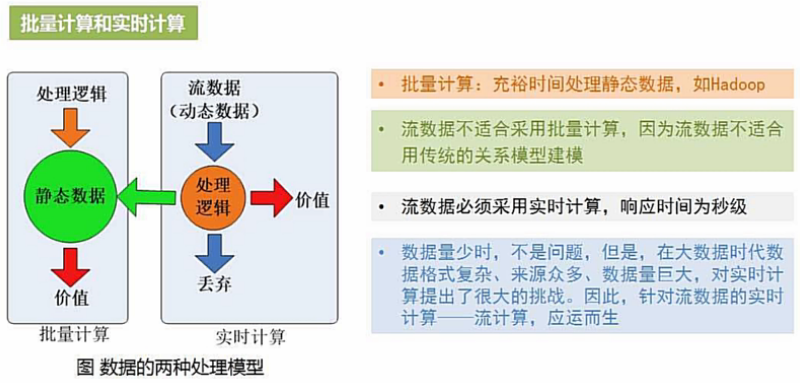 批量计算和实时计算
处理逻辑
静态数据
价值
批量计算
流数据
（动态数据）
处理
逻辑
价值
丢弃
实时计算
图 数据的两种处理模型
• 批量计算：充裕时间处理静态数据，如Hadoop
• 流数据不适合采用批量计算，因为流数据不适合
用传统的关系模型建模
• 流数据必须采用实时计算，响应时间为秒级
• 数据量少时，不是问题，但是，在大数据时代数
据格式复杂、来源众多、数据量巨大，对实时计
算提出了很大的挑战。因此，针对流数据的实时
计算——流计算，应运而生